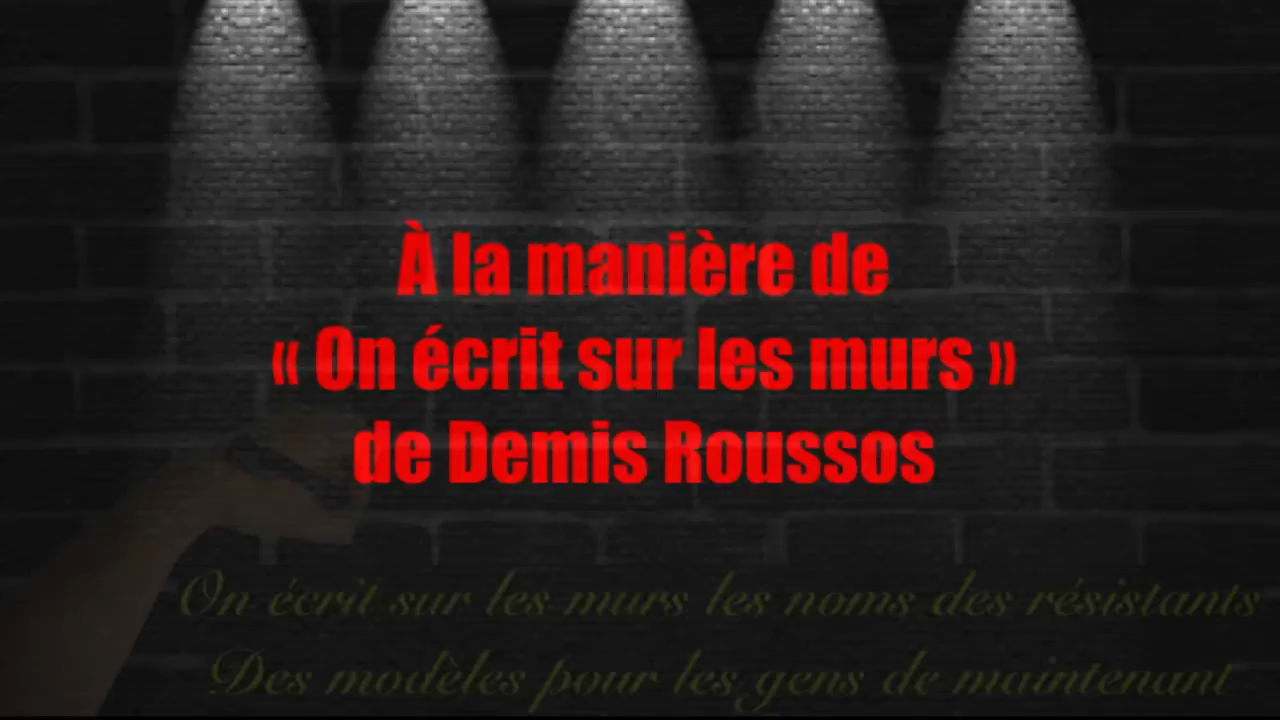 À la manière de
« On écrit sur les murs »
de Demis Roussos
On écrit sur les murs les noms des résistants
Des modèles pour les gens de maintenant